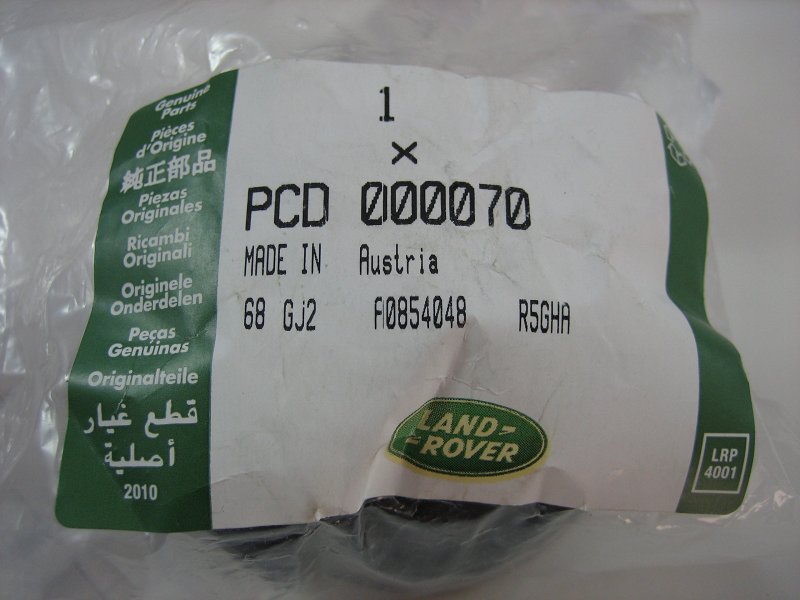 Genuine
Parts
Pièces
d'Origine
純正部品
Piezas
Originales
Ricambi
Originali
Originele
Onderdelen
Peças
Genuinas
Originalteile
قطع غيار
أصلية
2010
1
×
PCD 000070
MADE IN Austria
68 GJ2 A0854048 R5GHA
LAND-
-ROVER
LRP
4001